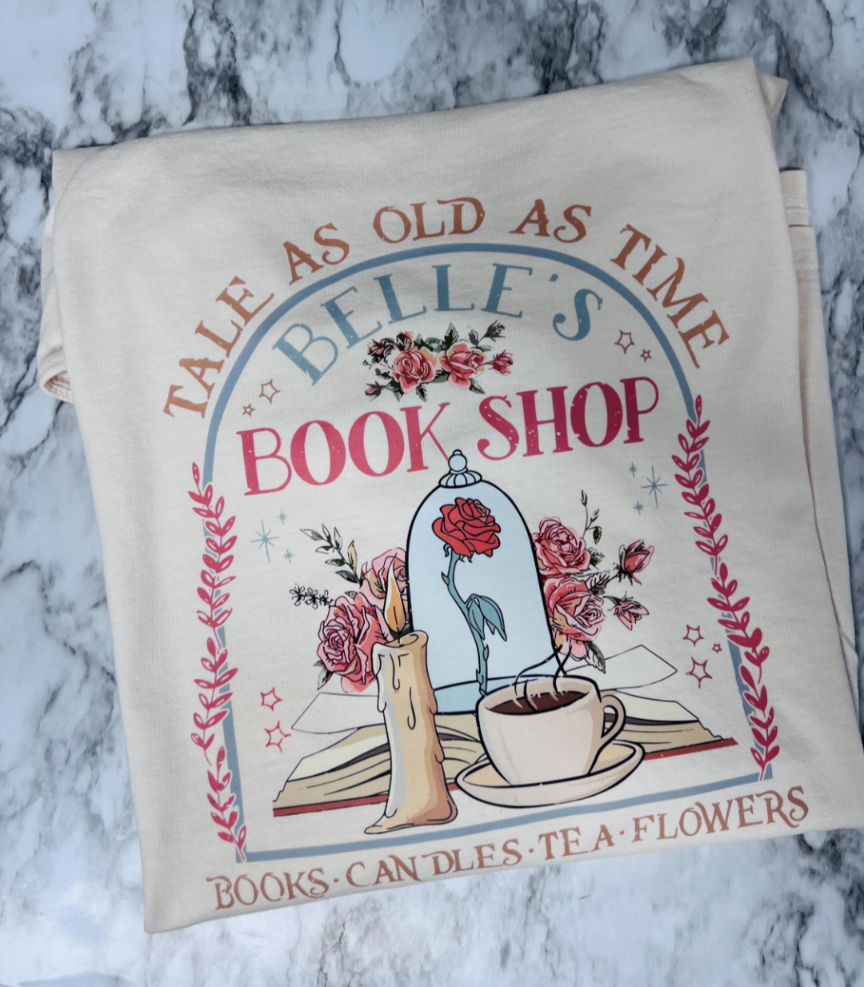 TALE AS OLD AS TIME
BELLE'S
BOOK SHOP
BOOKS · CANDLES · TEA · FLOWERS